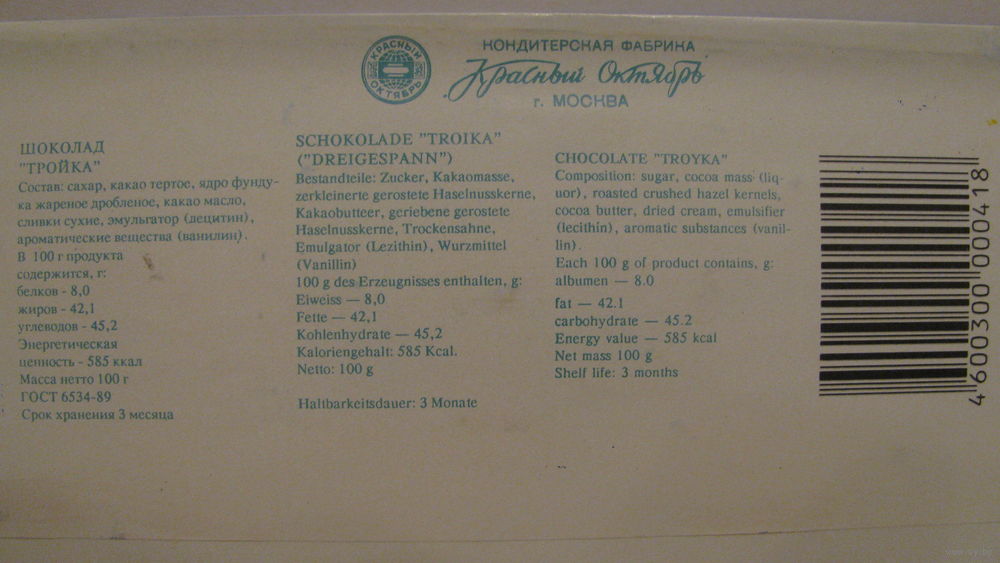 КРАСНЫЙ
ОКТЯБРЬ
КОНДИТЕРСКАЯ ФАБРИКА
Красный Октябрь
г. МОСКВА
ШОКОЛАД
"ТРОЙКА"
Состав: сахар, какао тертое, ядро фунду-
ка жареное дробленое, какао масло,
сливки сухие, эмульгатор (децитин),
ароматические вещества (ванилин).
В 100 г продукта
содержится, г:
белков - 8,0
жиров - 42,1
углеводов - 45,2
Энергетическая
ценность - 585 ккал
Масса нетто 100 г
ГОСТ 6534-89
Срок хранения 3 месяца
SCHOKOLADE "TROIKA"
("DREIGESPANN")
Bestandteile: Zucker, Kakaomasse,
zerkleinerte gerostete Haselnusskerne,
Kakaobutteer, geriebene gerostete
Haselnusskerne, Trockensahne,
Emulgator (Lezithin), Wurzmittel
(Vanillin)
100 g des Erzeugnisses enthalten, g:
Eiweiss — 8,0
Fette — 42,1
Kohlenhydrate — 45,2
Kaloriengehalt: 585 Kcal.
Netto: 100 g
Haltbarkeitsdauer: 3 Monate
CHOCOLATE "TROYKA"
Composition: sugar, cocoa mass (liq-
uor), roasted crushed hazel kernels,
cocoa butter, dried cream, emulsifier
(lecithin), aromatic substances (vanil-
lin).
Each 100 g of product contains, g:
albumen — 8.0
fat — 42.1
carbohydrate — 45.2
Energy value — 585 kcal
Net mass 100 g
Shelf life: 3 months
4 600300 000418